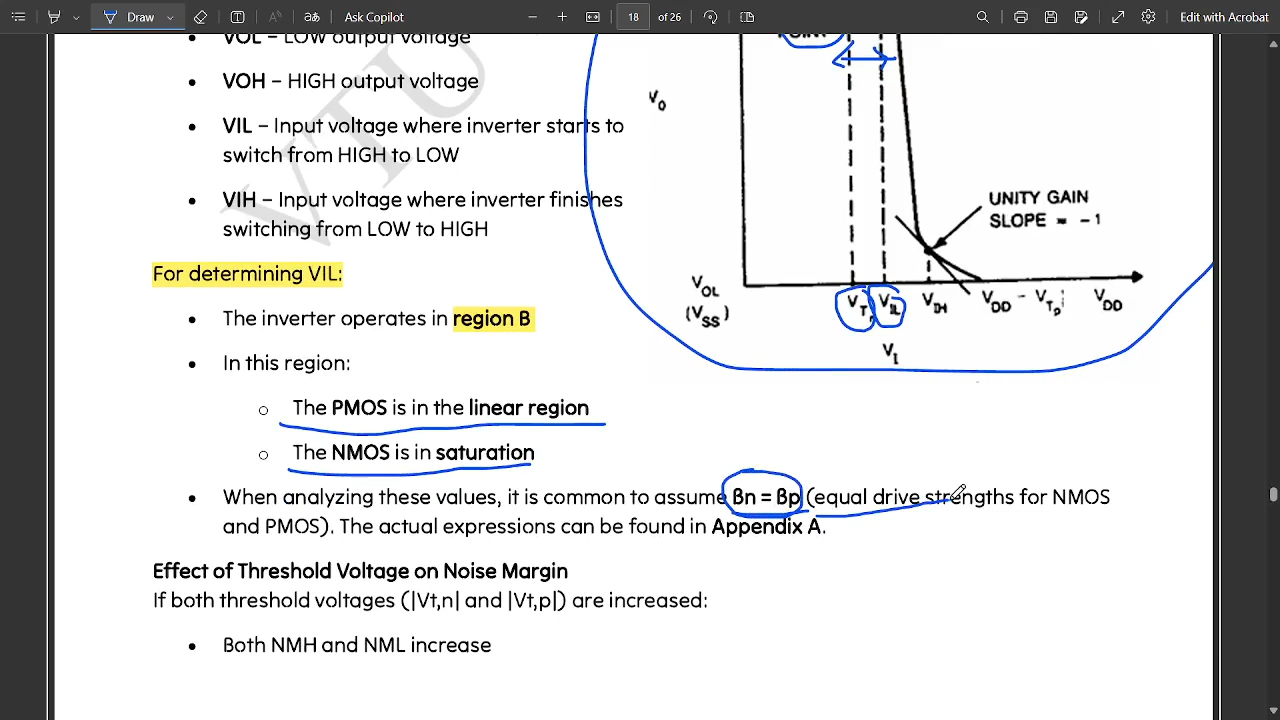 Draw
Ask Copilot
18 of 26
Edit with Acrobat
VOL – LOW output voltage
VOH – HIGH output voltage
VIL – Input voltage where inverter starts to
switch from HIGH to LOW
VIH – Input voltage where inverter finishes
switching from LOW to HIGH
For determining VIL:
The inverter operates in region B
In this region:
The PMOS is in the linear region
The NMOS is in saturation
When analyzing these values, it is common to assume βn = βp (equal drive strengths for NMOS
and PMOS). The actual expressions can be found in Appendix A.
Effect of Threshold Voltage on Noise Margin
If both threshold voltages (|Vt,n| and |Vt,p|) are increased:
Both NMH and NML increase
VTU
POINT
VO
UNITY GAIN
SLOPE = -1
VOL
(VSS)
VTn VIL VIH VDD - VTp VDD
VI